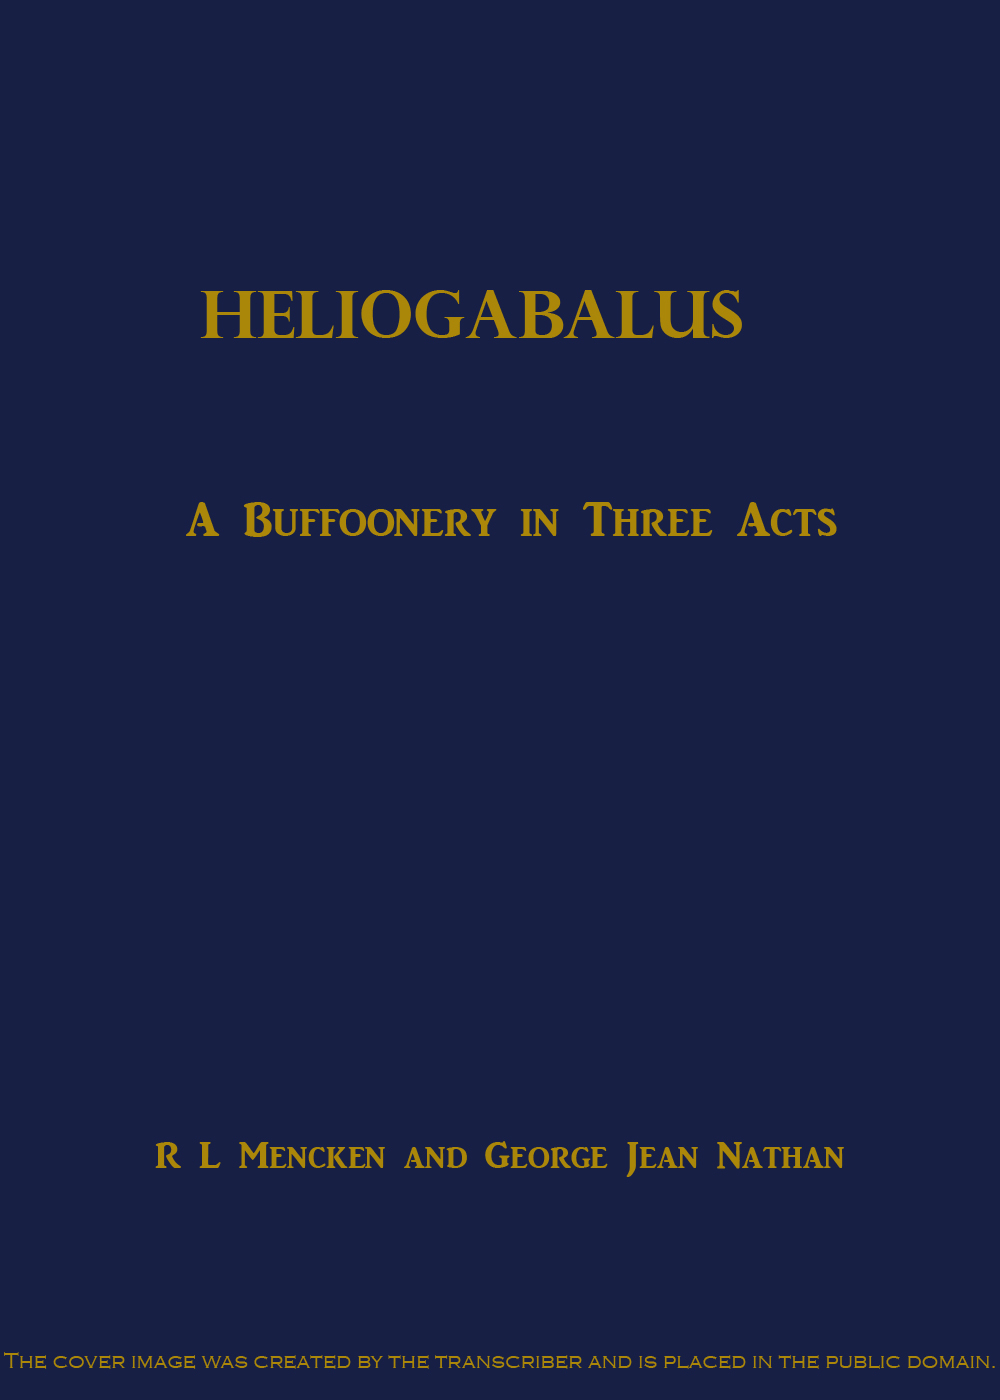 HELIOGABALUS
A Buffoonery in Three Acts
R L Mencken and George Jean Nathan
The cover image was created by the transcriber and is placed in the public domain.